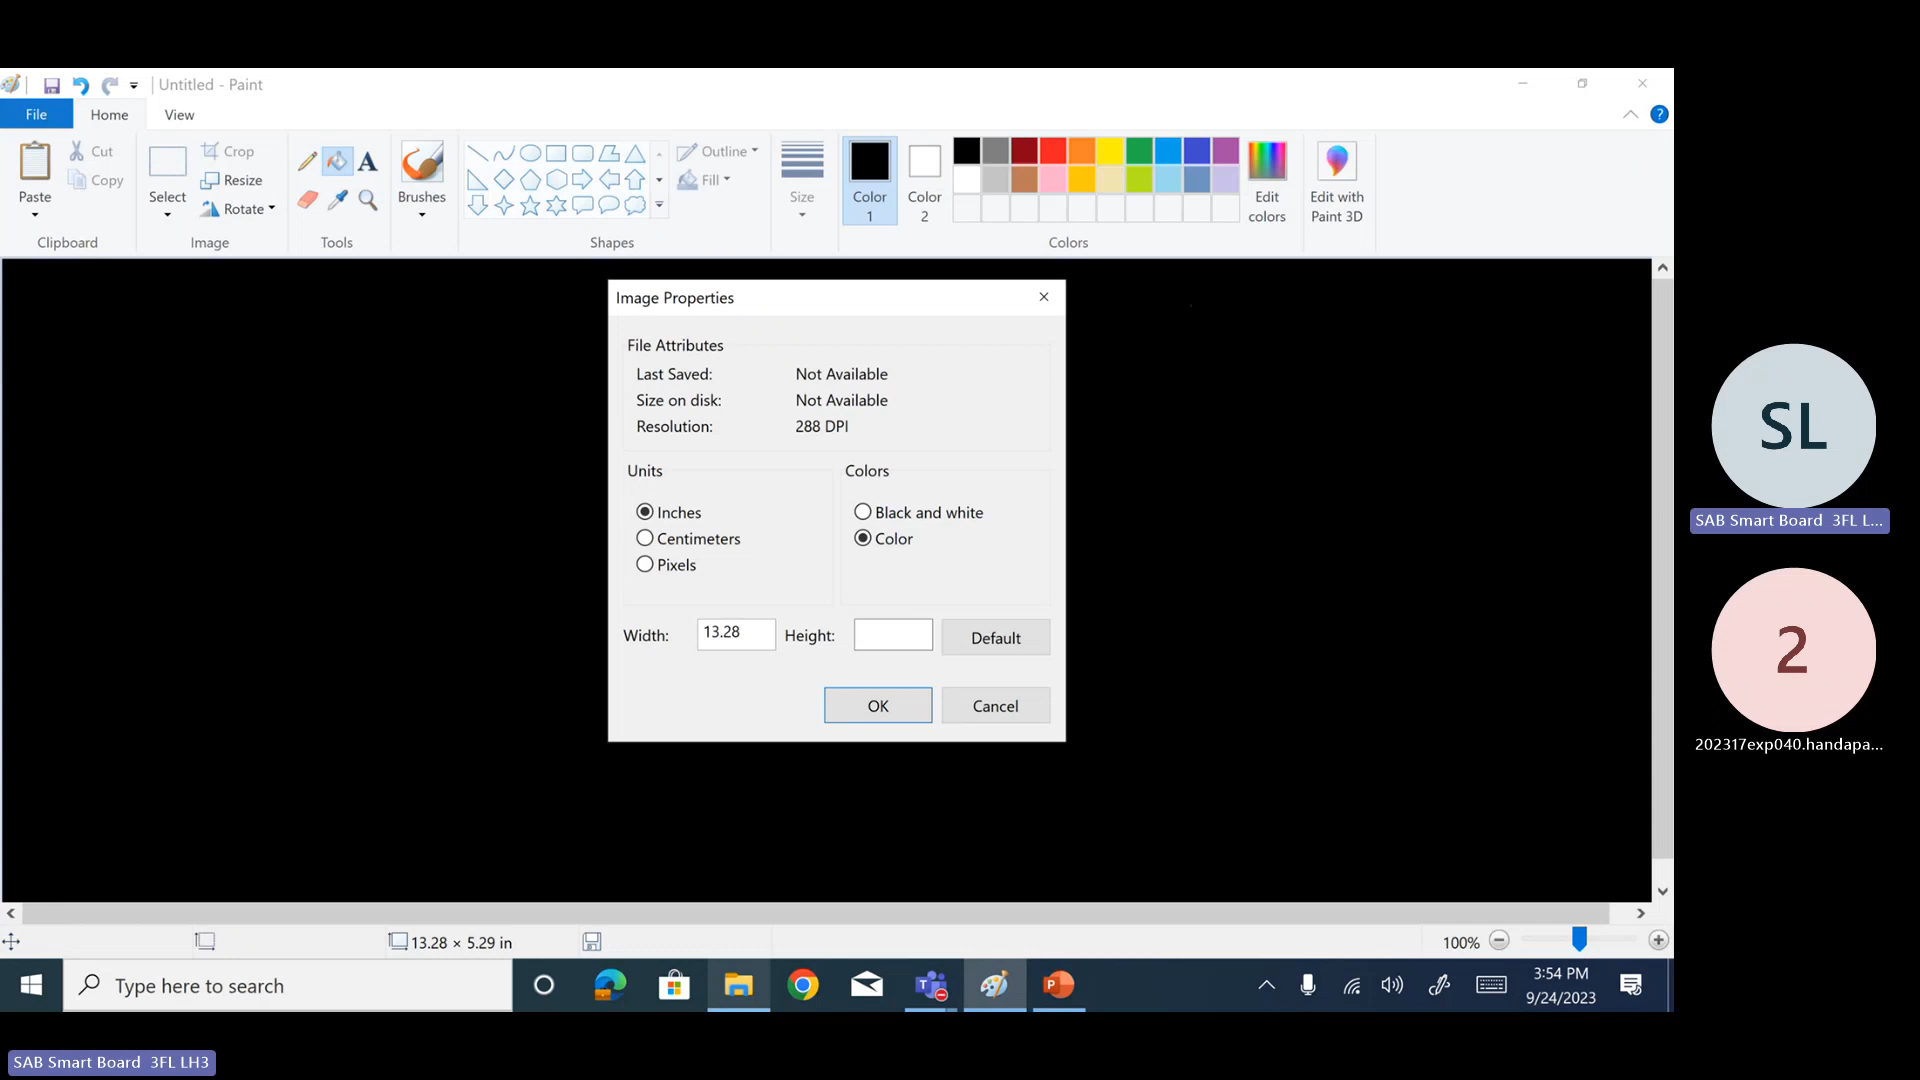 Untitled - Paint
File Home View
Paste
Cut
Copy
Clipboard
Select
Crop
Resize
Rotate
Image
A
Tools
Brushes
Shapes
Outline
Fill
Size
Color
1
Color
2
Edit
colors
Colors
Edit with
Paint 3D
Image Properties
File Attributes
Last Saved: Not Available
Size on disk: Not Available
Resolution: 288 DPI
Units
Inches
Centimeters
Pixels
Colors
Black and white
Color
Width: 13.28 Height: Default
OK Cancel
13.28 × 5.29 in
100%
Type here to search
3:54 PM
9/24/2023
SL
SAB Smart Board 3FL L...
2
202317exp040.handapa...
SAB Smart Board 3FL LH3